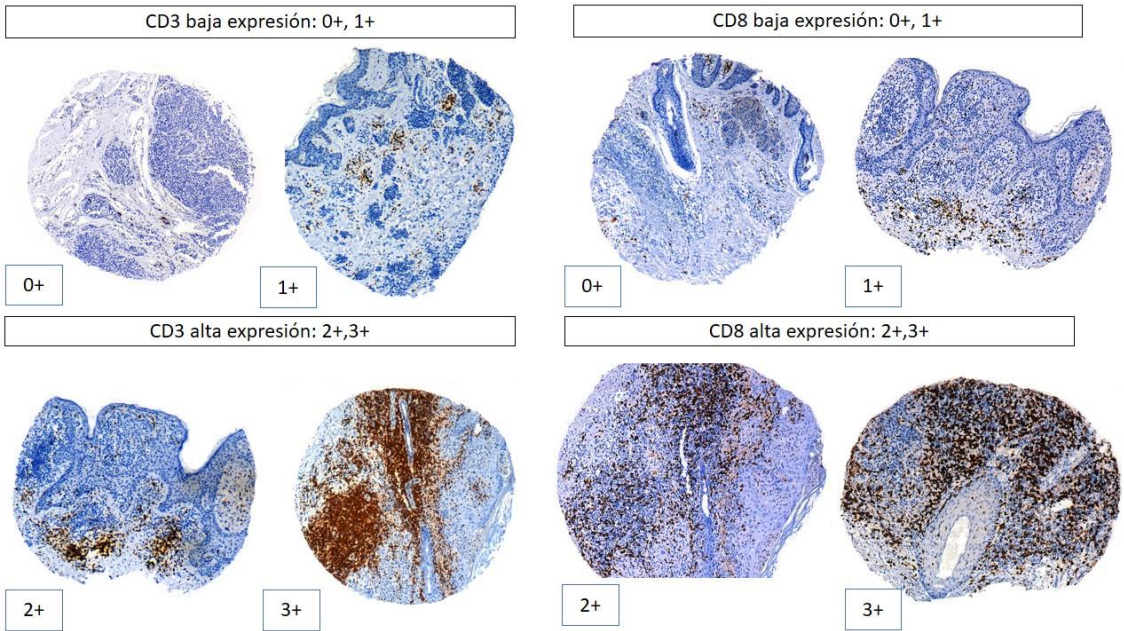 CD3 baja expresión: 0+, 1+
CD8 baja expresión: 0+, 1+
0+
1+
0+
1+
CD3 alta expresión: 2+,3+
CD8 alta expresión: 2+,3+
2+
3+
2+
3+